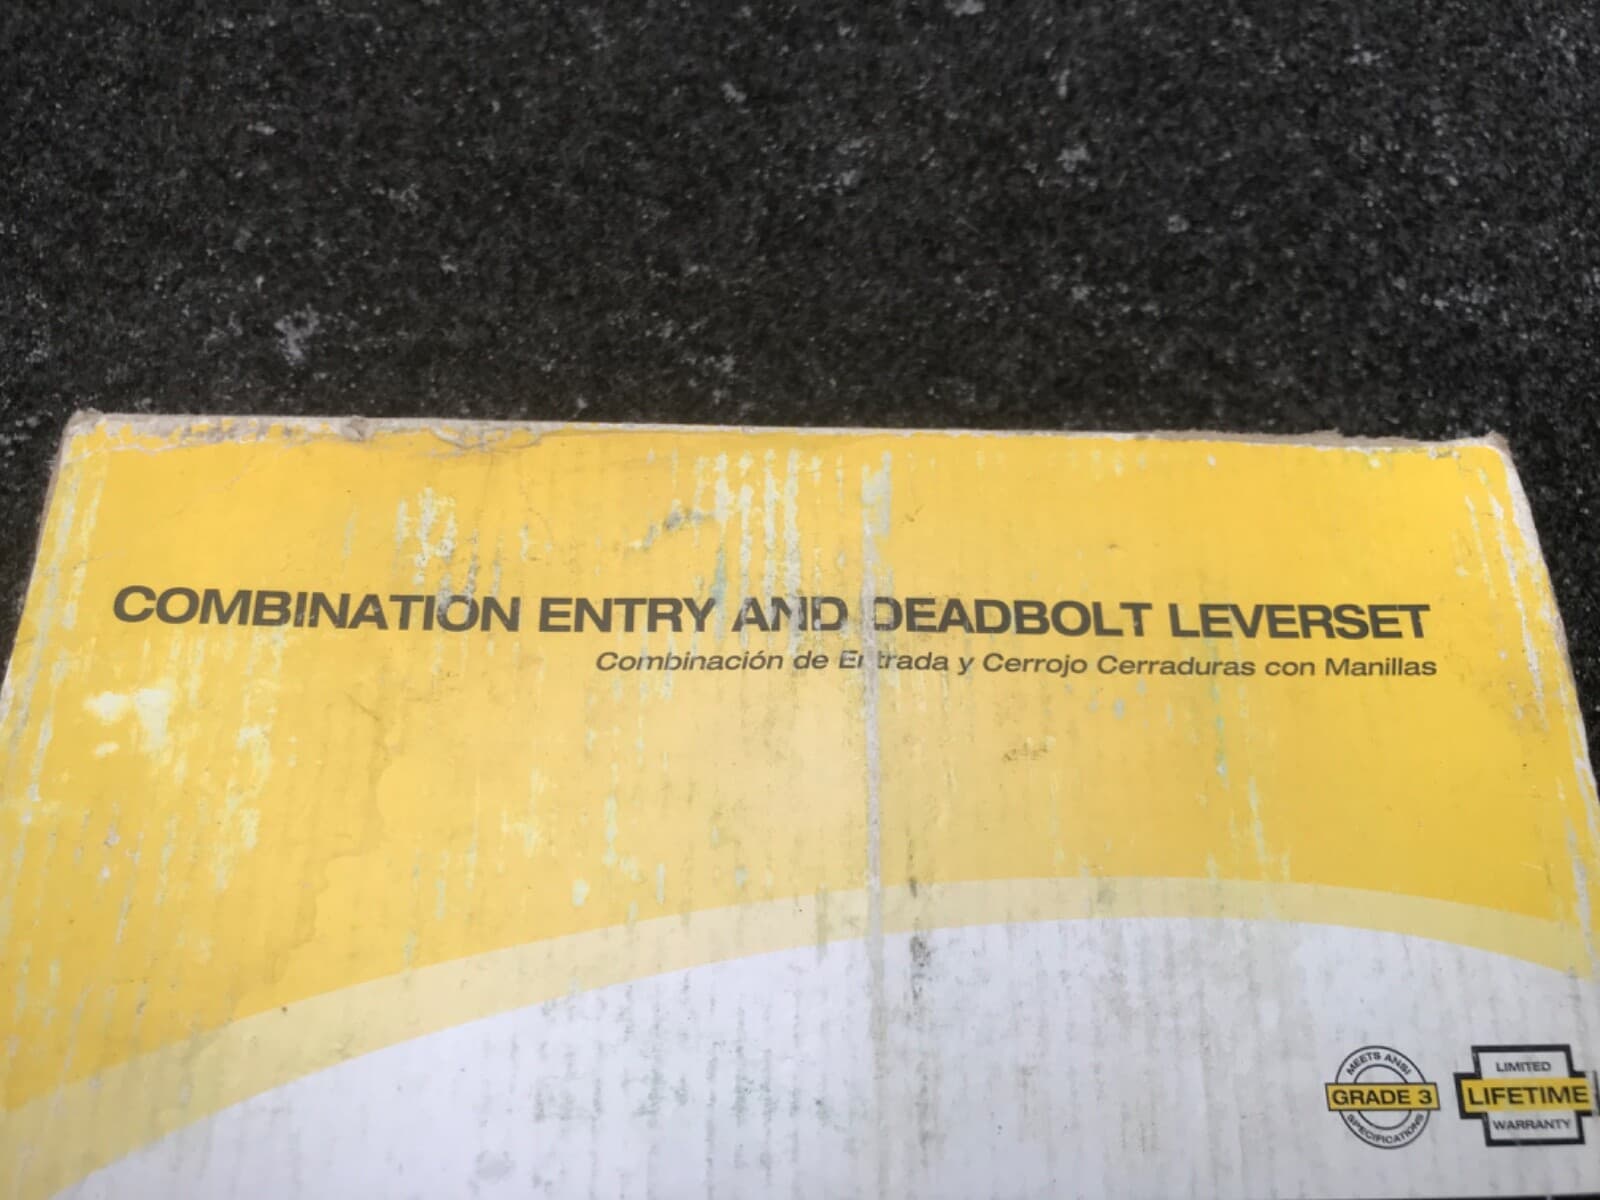 COMBINATION ENTRY AND DEADBOLT LEVERSET
Combinación de Entrada y Cerrojo Cerraduras con Manillas
MEETS ANSI
GRADE 3
SPECIFICATIONS
LIMITED
LIFETIME
WARRANTY